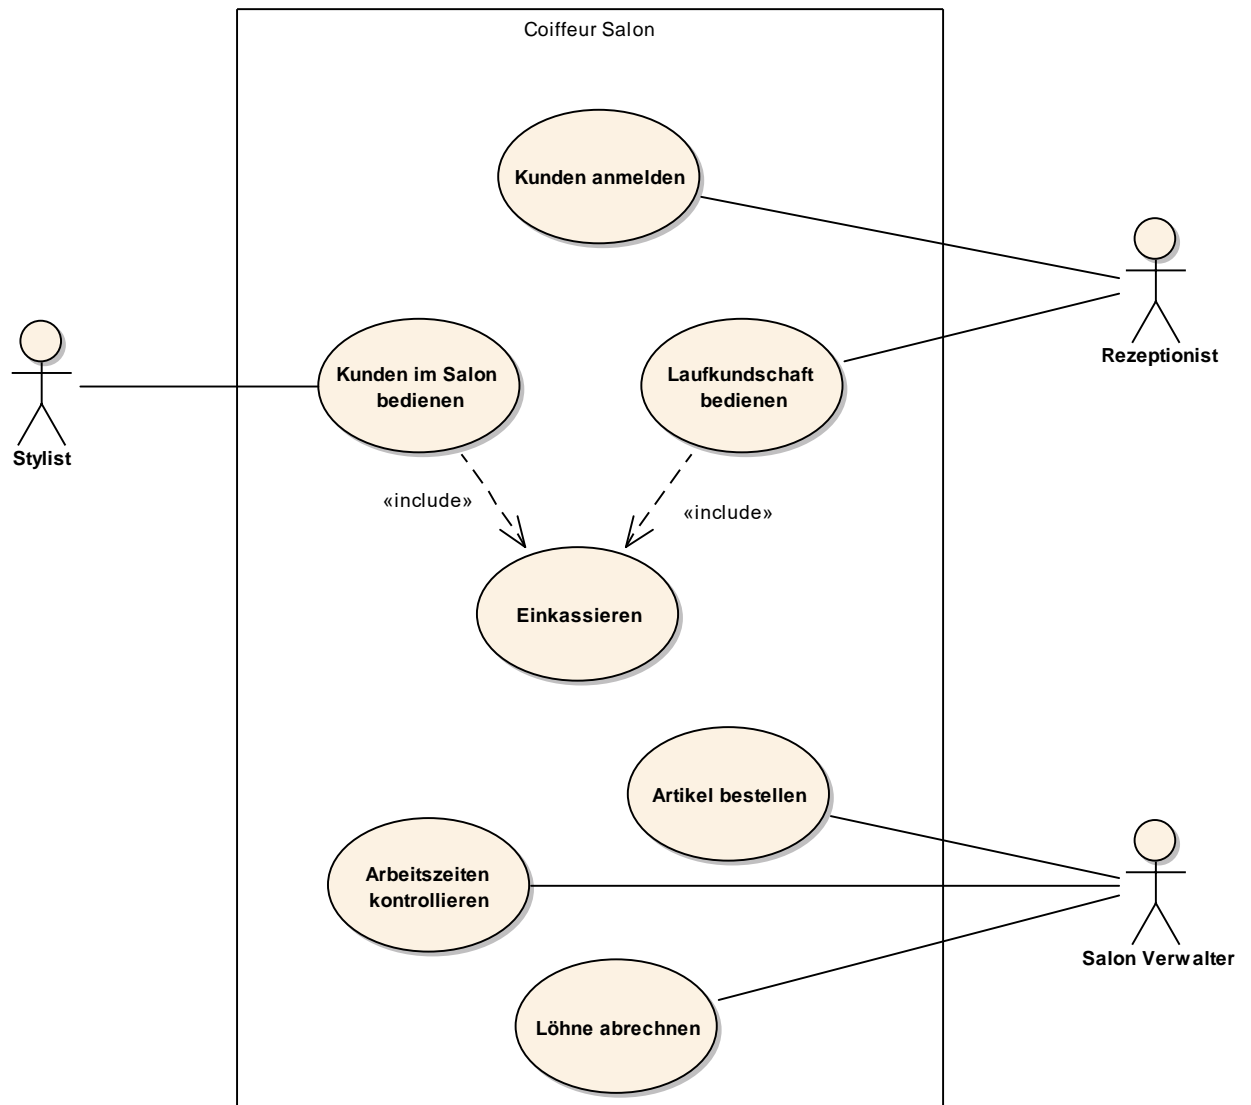 Coiffeur Salon
Kunden anmelden
Rezeptionist
Kunden im Salon
bedienen
Laufkundschaft
bedienen
Stylist
«include»
«include»
Einkassieren
Artikel bestellen
Arbeitszeiten
kontrollieren
Salon Verwalter
Löhne abrechnen